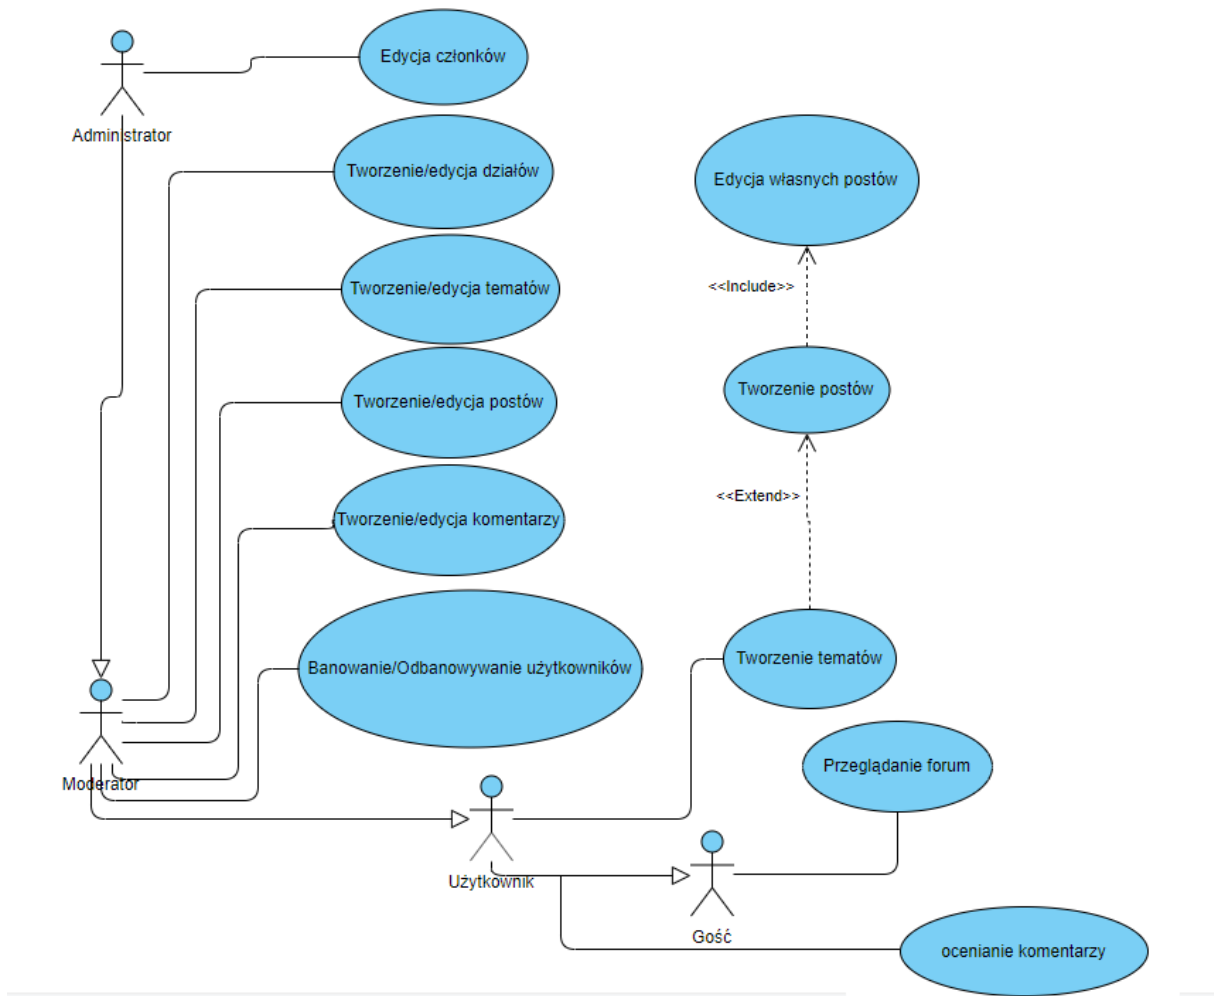 Edycja członków
Administrator
Tworzenie/edycja działów
Edycja własnych postów
<<Include>>
Tworzenie/edycja tematów
Tworzenie postów
Tworzenie/edycja postów
<<Extend>>
Tworzenie/edycja komentarzy
Banowanie/Odbanowywanie użytkowników
Tworzenie tematów
Przeglądanie forum
Moderator
Użytkownik
Gość
ocenianie komentarzy